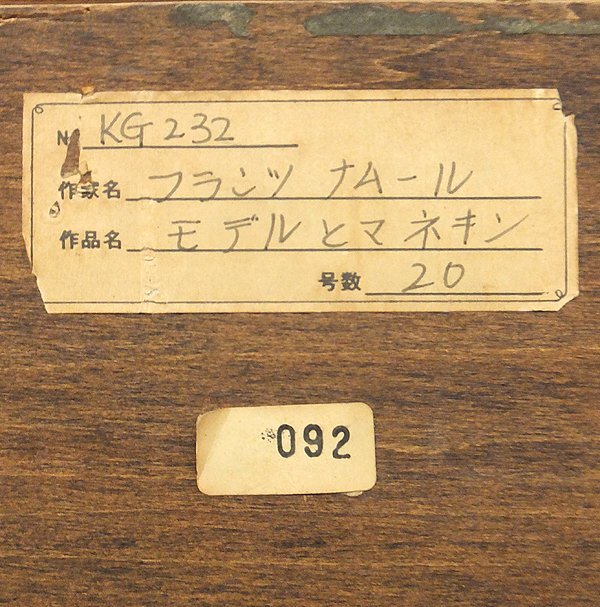 N KG232
作家名 フランツ ナムール
作品名 モデルとマネキン
号数 20
092